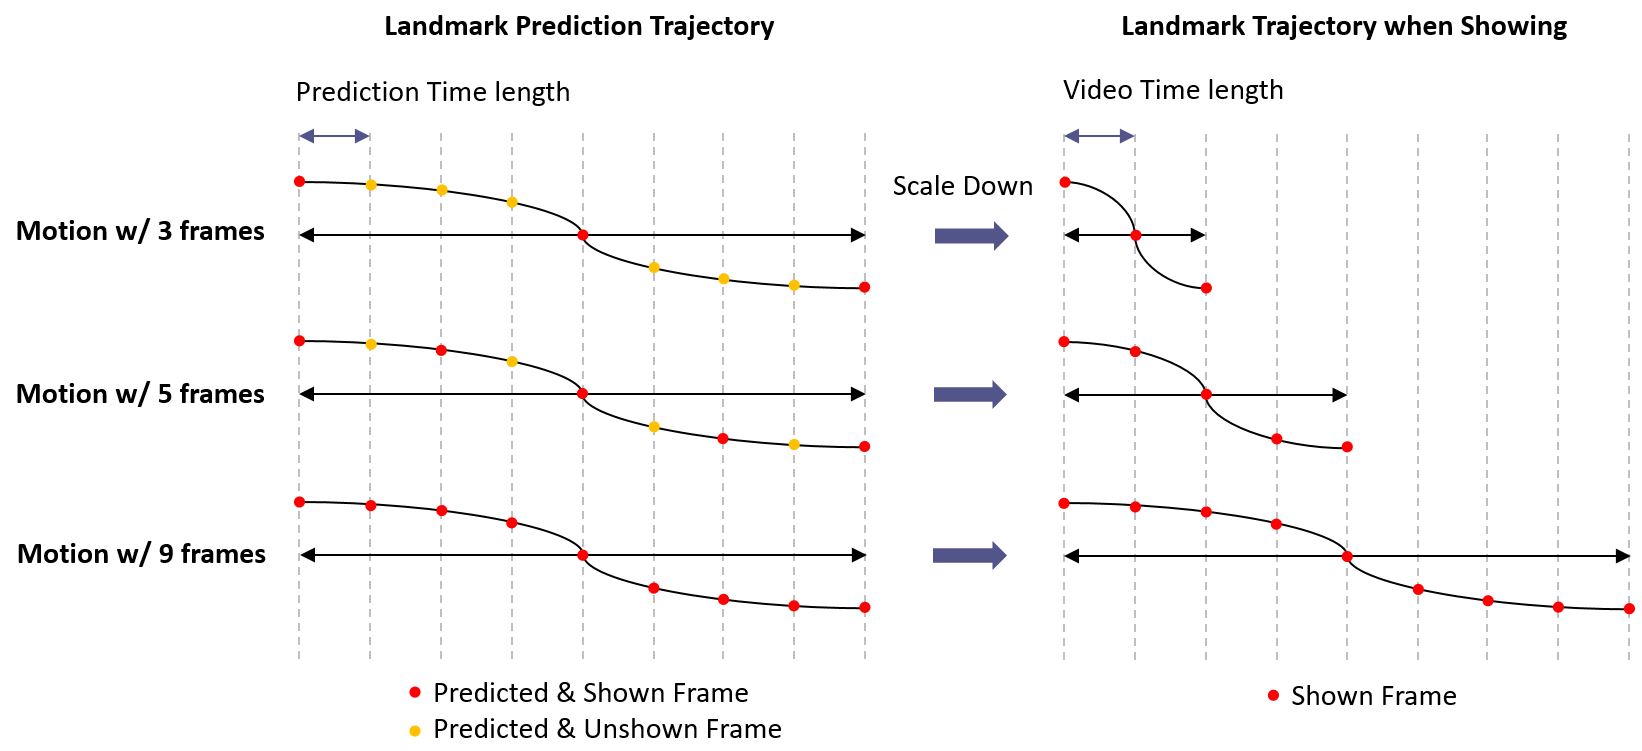 Landmark Prediction Trajectory
Landmark Trajectory when Showing
Prediction Time length
Video Time length
Scale Down
Motion w/ 3 frames
Motion w/ 5 frames
Motion w/ 9 frames
Predicted & Shown Frame
Predicted & Unshown Frame
Shown Frame